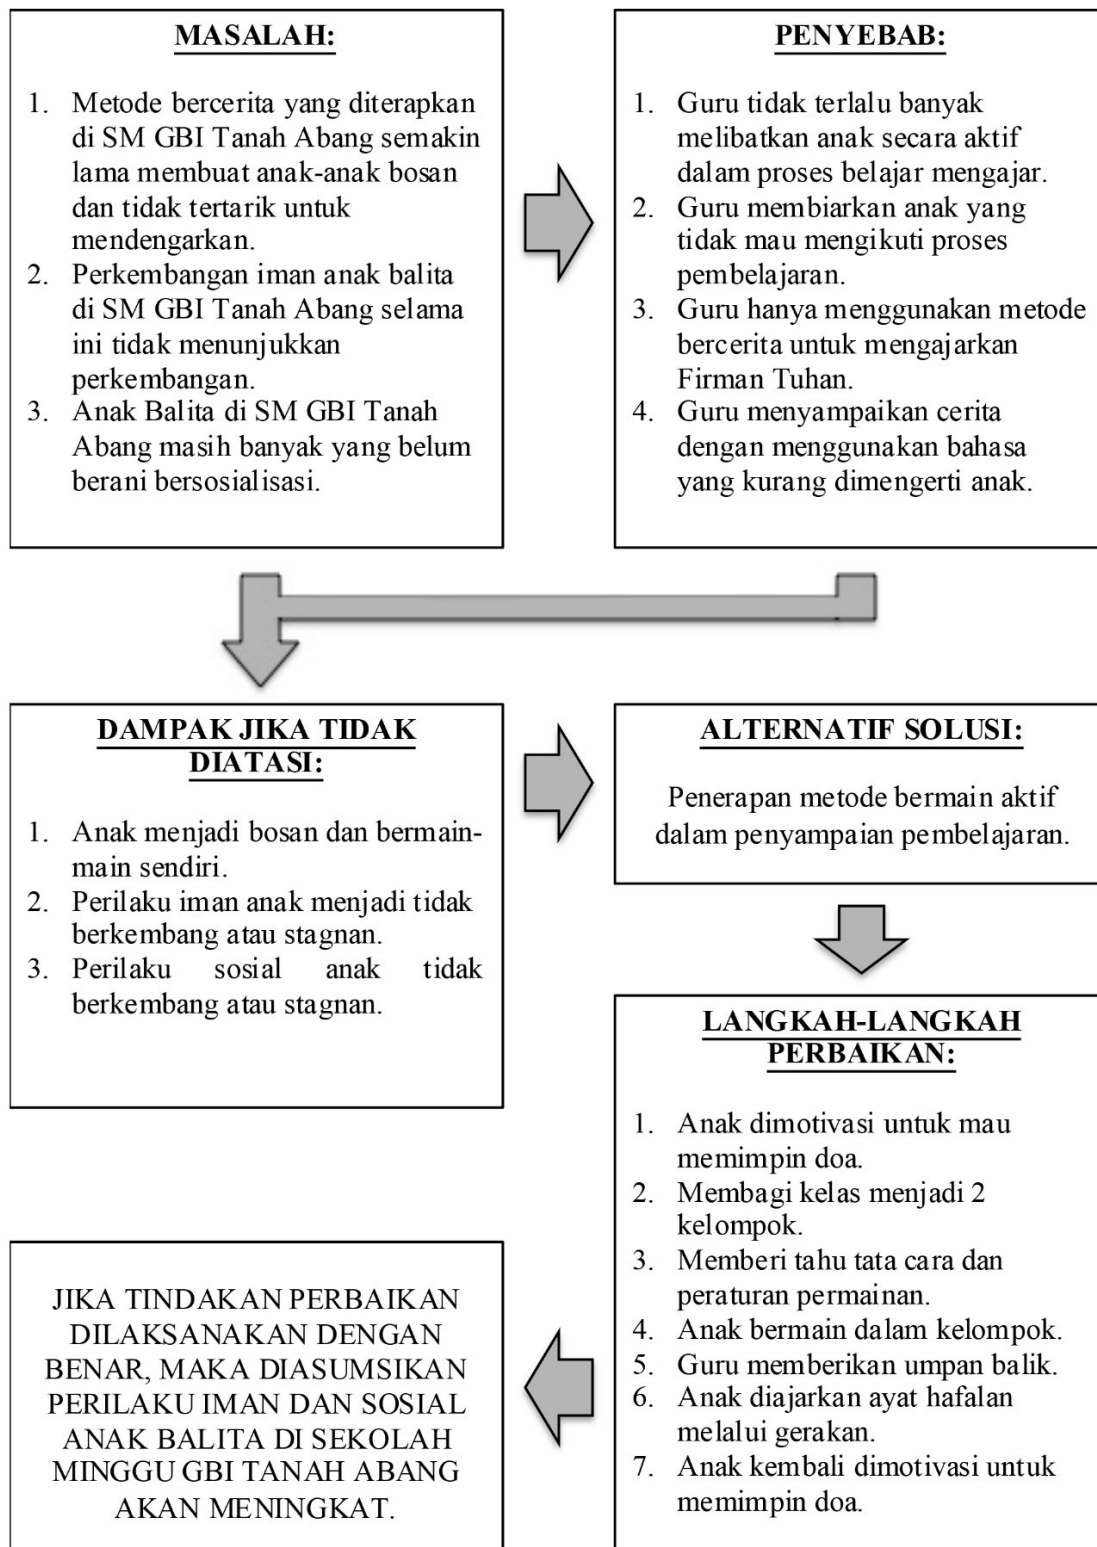 MASALAH:
1. Metode bercerita yang diterapkan
di SM GBI Tanah Abang semakin
lama membuat anak-anak bosan
dan tidak tertarik untuk
mendengarkan.
2. Perkembangan iman anak balita
di SM GBI Tanah Abang selama
ini tidak menunjukkan
perkembangan.
3. Anak Balita di SM GBI Tanah
Abang masih banyak yang belum
berani bersosialisasi.
PENYEBAB:
1. Guru tidak terlalu banyak
melibatkan anak secara aktif
dalam proses belajar mengajar.
2. Guru membiarkan anak yang
tidak mau mengikuti proses
pembelajaran.
3. Guru hanya menggunakan metode
bercerita untuk mengajarkan
Firman Tuhan.
4. Guru menyampaikan cerita
dengan menggunakan bahasa
yang kurang dimengerti anak.
DAMPAK JIKA TIDAK
DIATASI:
1. Anak menjadi bosan dan bermain-
main sendiri.
2. Perilaku iman anak menjadi tidak
berkembang atau stagnan.
3. Perilaku sosial anak tidak
berkembang atau stagnan.
ALTERNATIF SOLUSI:
Penerapan metode bermain aktif
dalam penyampaian pembelajaran.
LANGKAH-LANGKAH
PERBAIKAN:
1. Anak dimotivasi untuk mau
memimpin doa.
2. Membagi kelas menjadi 2
kelompok.
3. Memberi tahu tata cara dan
peraturan permainan.
4. Anak bermain dalam kelompok.
5. Guru memberikan umpan balik.
6. Anak diajarkan ayat hafalan
melalui gerakan.
7. Anak kembali dimotivasi untuk
memimpin doa.
JIKA TINDAKAN PERBAIKAN
DILAKSANAKAN DENGAN
BENAR, MAKA DIASUMSIKAN
PERILAKU IMAN DAN SOSIAL
ANAK BALITA DI SEKOLAH
MINGGU GBI TANAH ABANG
AKAN MENINGKAT.